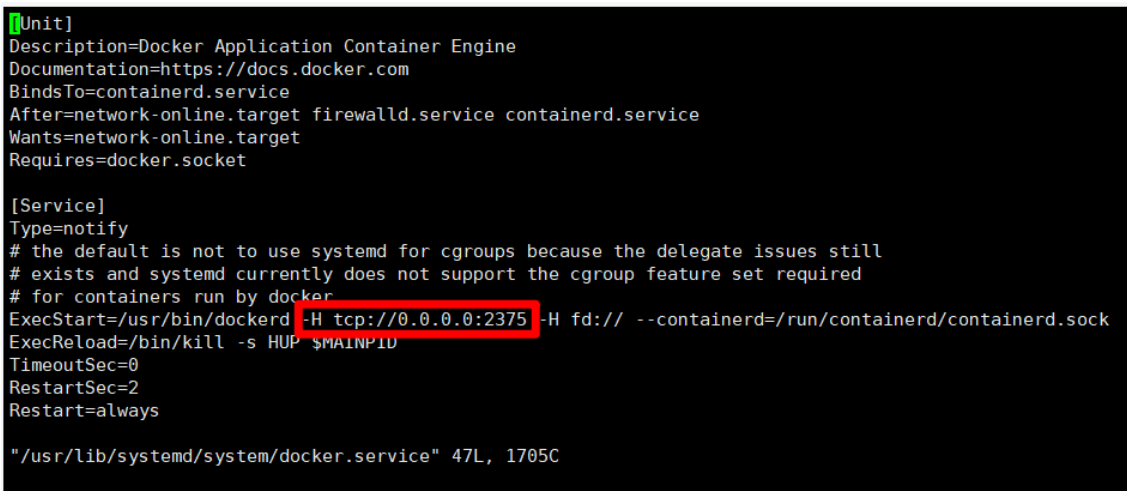 [Unit]
Description=Docker Application Container Engine
Documentation=https://docs.docker.com
BindsTo=containerd.service
After=network-online.target firewalld.service containerd.service
Wants=network-online.target
Requires=docker.socket
[Service]
Type=notify
# the default is not to use systemd for cgroups because the delegate issues still
# exists and systemd currently does not support the cgroup feature set required
# for containers run by docker
ExecStart=/usr/bin/dockerd -H tcp://0.0.0.0:2375 -H fd:// --containerd=/run/containerd/containerd.sock
ExecReload=/bin/kill -s HUP $MAINPID
TimeoutSec=0
RestartSec=2
Restart=always
"/usr/lib/systemd/system/docker.service" 47L, 1705C